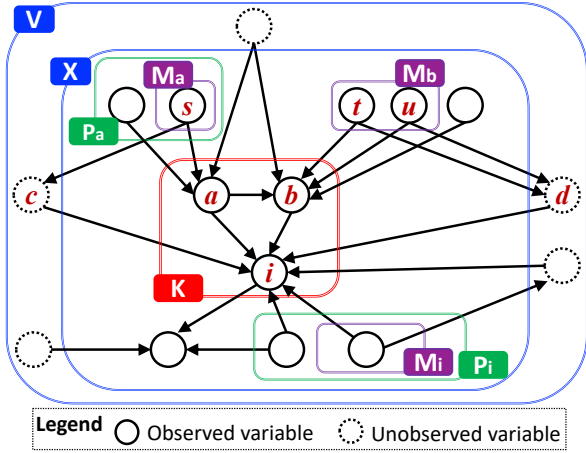 V
X
Ma
Mb
s
t
u
Pa
c
a
b
d
i
K
Mi
Pi
Legend
Observed variable
Unobserved variable